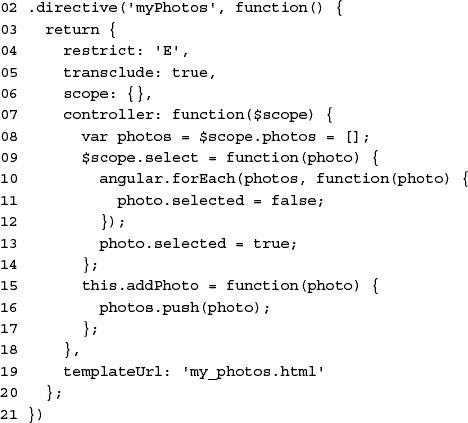 02 .directive('myPhotos', function() {
03   return {
04     restrict: 'E',
05     transclude: true,
06     scope: {},
07     controller: function($scope) {
08       var photos = $scope.photos = [];
09       $scope.select = function(photo) {
10         angular.forEach(photos, function(photo) {
11           photo.selected = false;
12         });
13         photo.selected = true;
14       };
15       this.addPhoto = function(photo) {
16         photos.push(photo);
17       };
18     },
19     templateUrl: 'my_photos.html'
20   };
21 })